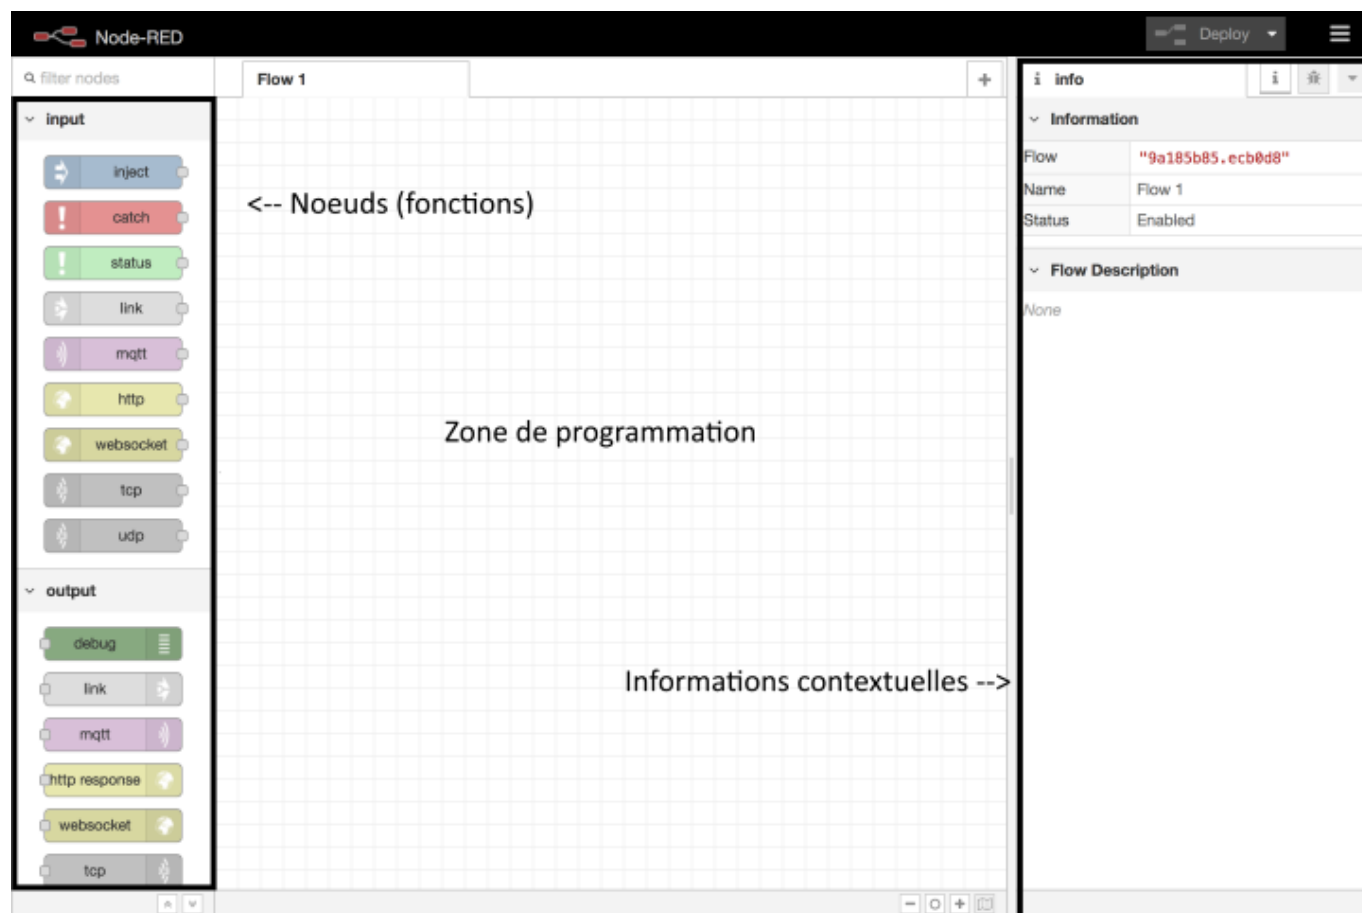 Node-RED
Deploy
filter nodes
Flow 1
i info
i
input
inject
catch
status
link
mqtt
http
websocket
tcp
udp
output
debug
link
mqtt
http response
websocket
tcp
<-- Noeuds (fonctions)
Zone de programmation
Informations contextuelles -->
Information
Flow "9a185b85.ecb0d8"
Name Flow 1
Status Enabled
Flow Description
None